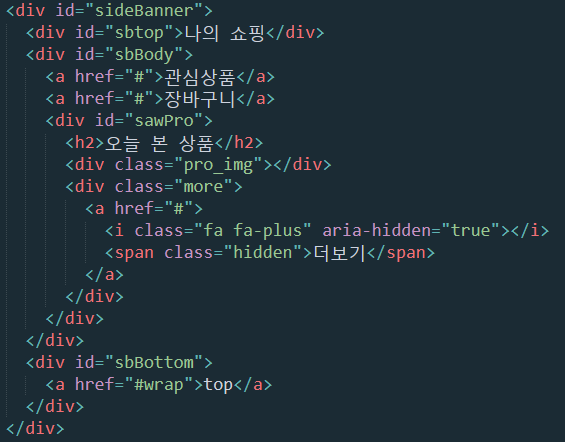 <div id="sideBanner">
<div id="sbtop">나의 쇼핑</div>
<div id="sbBody">
<a href="#">관심상품</a>
<a href="#">장바구니</a>
<div id="sawPro">
<h2>오늘 본 상품</h2>
<div class="pro_img"></div>
<div class="more">
<a href="#">
<i class="fa fa-plus" aria-hidden="true"></i>
<span class="hidden">더보기</span>
</a>
</div>
</div>
</div>
<div id="sbBottom">
<a href="#wrap">top</a>
</div>
</div>